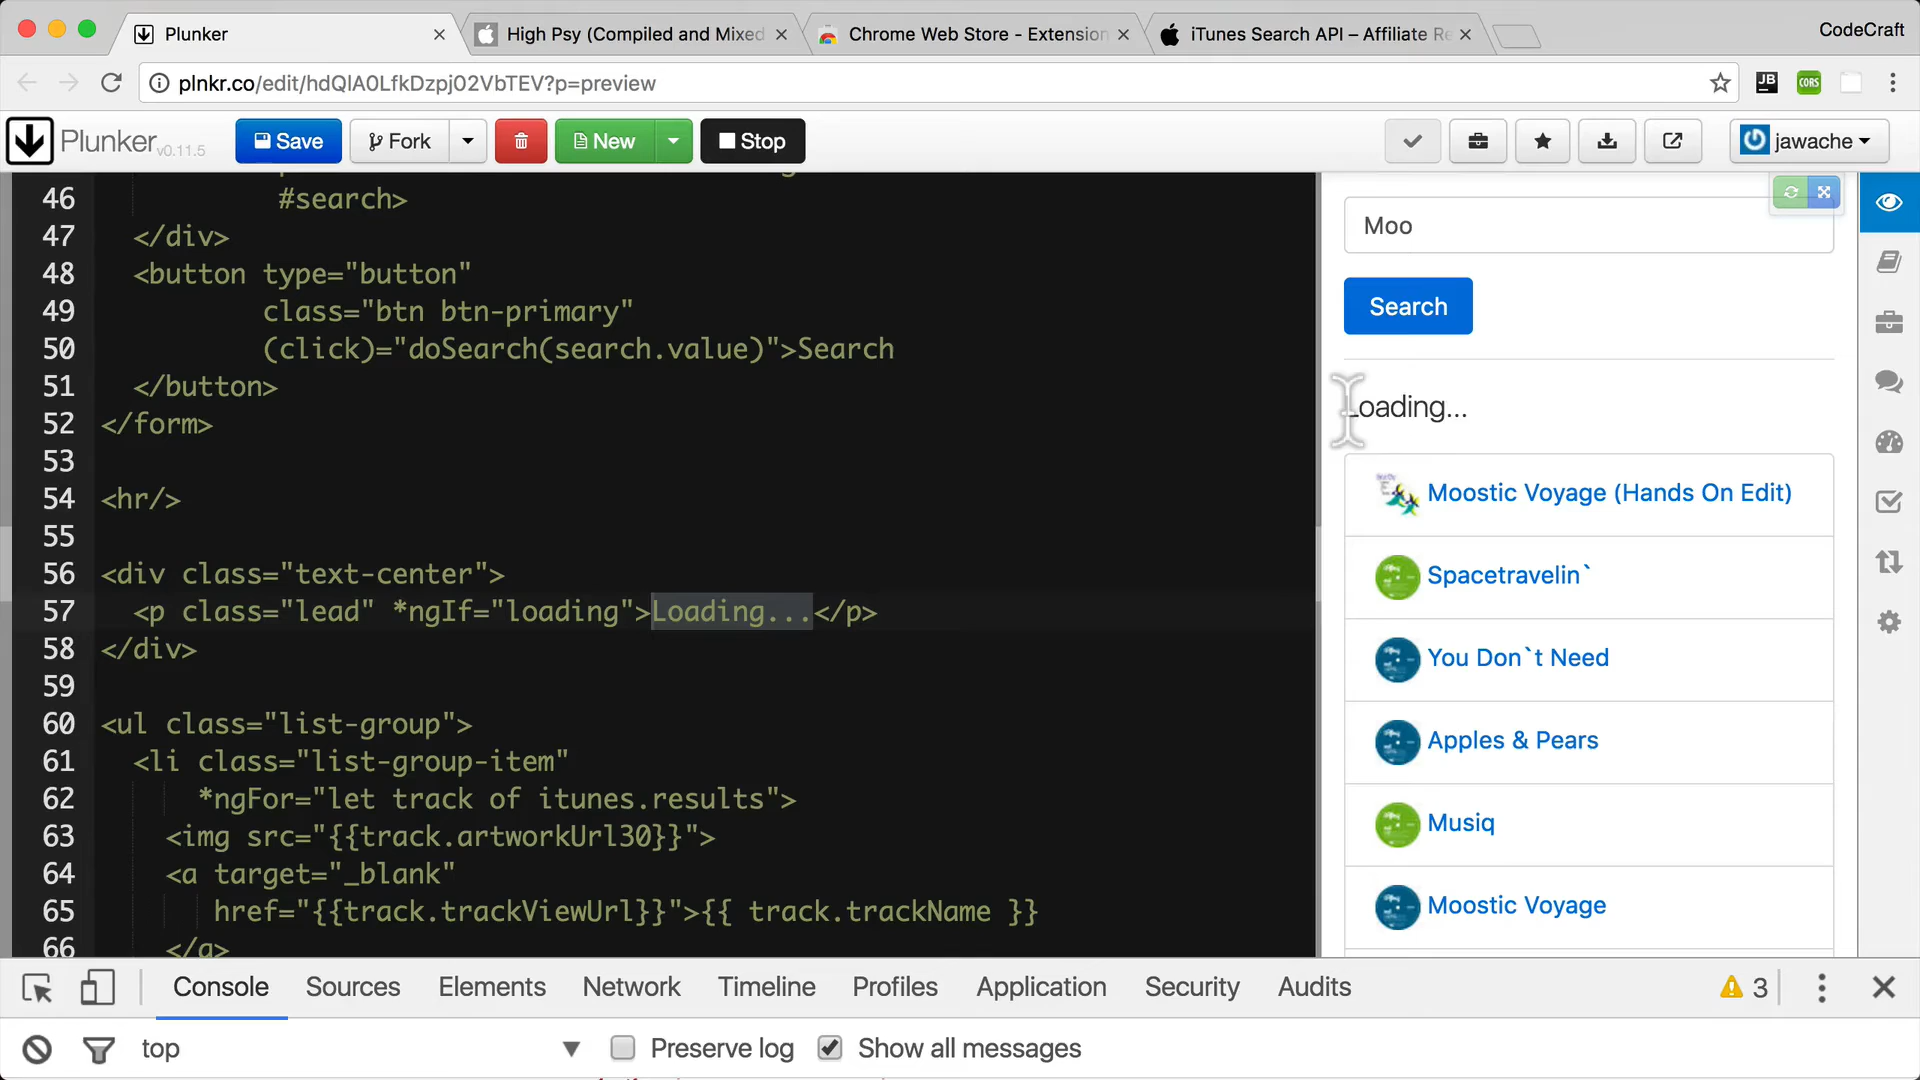 Plunker
High Psy (Compiled and Mixed
Chrome Web Store - Extension
iTunes Search API – Affiliate Re
CodeCraft
plnkr.co/edit/hdQlA0LfkDzpj02VbTEV?p=preview
JB
CORS
Plunker v0.11.5
Save
Fork
New
Stop
jawache
46 #search>
47 </div>
48 <button type="button"
49 class="btn btn-primary"
50 (click)="doSearch(search.value)">Search
51 </button>
52 </form>
53
54 <hr/>
55
56 <div class="text-center">
57 <p class="lead" *ngIf="loading">Loading...</p>
58 </div>
59
60 <ul class="list-group">
61 <li class="list-group-item"
62 *ngFor="let track of itunes.results">
63 <img src="{{track.artworkUrl30}}">
64 <a target="_blank"
65 href="{{track.trackViewUrl}}">{{ track.trackName }}
66 </a>
Moo
Search
Loading...
Moostic Voyage (Hands On Edit)
Spacetravelin`
You Don`t Need
Apples & Pears
Musiq
Moostic Voyage
Console Sources Elements Network Timeline Profiles Application Security Audits
3
top
Preserve log
Show all messages